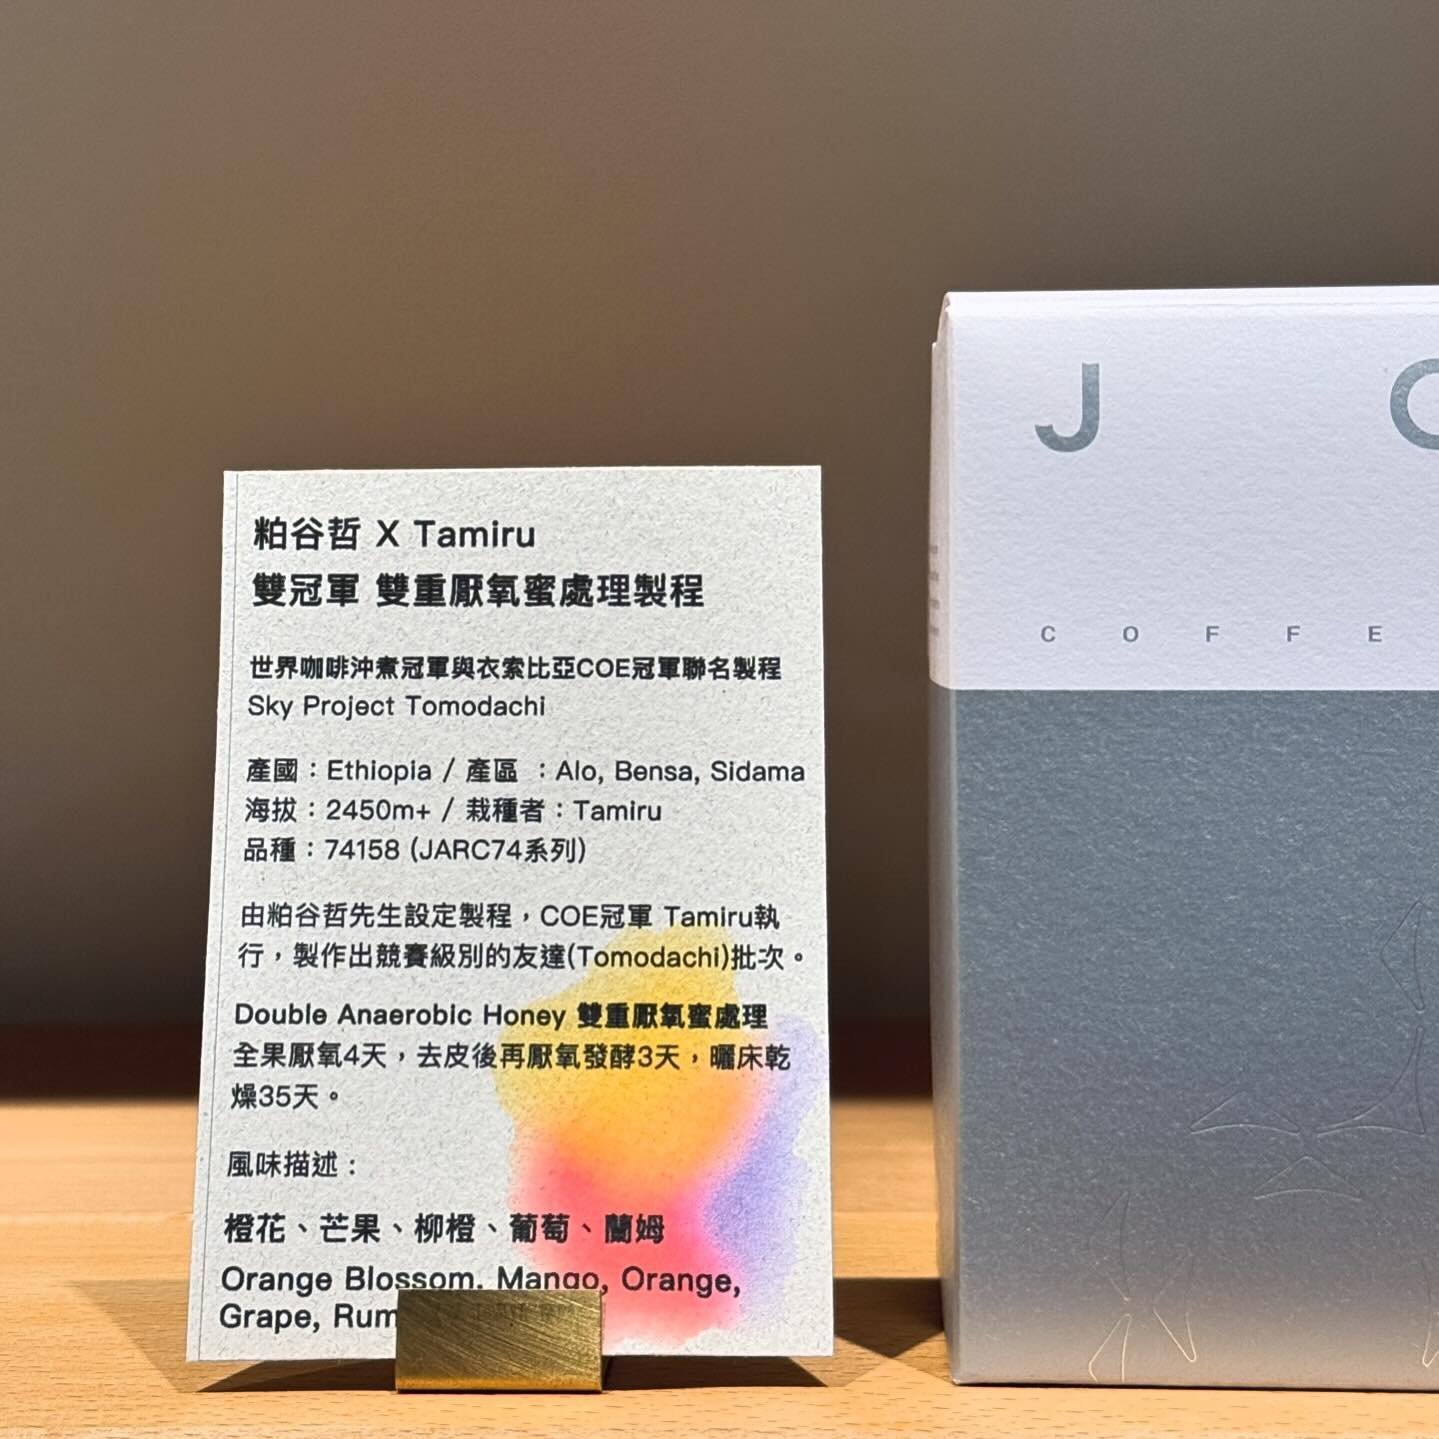 粕谷哲 X Tamiru
雙冠軍 雙重厭氧蜜處理製程
世界咖啡沖煮冠軍與衣索比亞COE冠軍聯名製程
Sky Project Tomodachi
產國：Ethiopia / 產區 ：Alo, Bensa, Sidama
海拔：2450m+ / 栽種者：Tamiru
品種：74158 (JARC74系列)
由粕谷哲先生設定製程，COE冠軍 Tamiru執
行，製作出競賽級別的友達(Tomodachi)批次。
Double Anaerobic Honey 雙重厭氧蜜處理
全果厭氧4天，去皮後再厭氧發酵3天，曬床乾
燥35天。
風味描述：
橙花、芒果、柳橙、葡萄、蘭姆
Orange Blossom, Mango, Orange,
Grape, Rum
J
COFFE